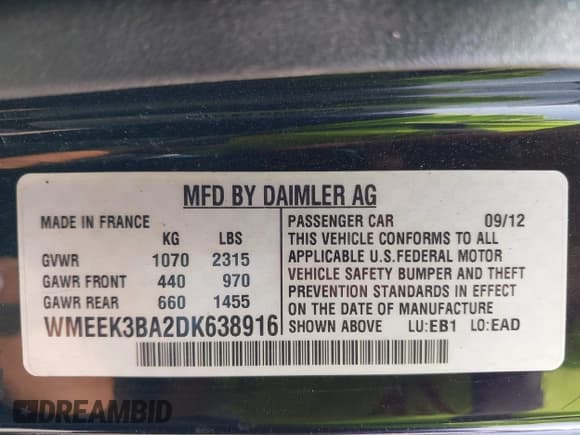 MFD BY DAIMLER AG
MADE IN FRANCE
KG LBS
GVWR 1070 2315
GAWR FRONT 440 970
GAWR REAR 660 1455
WMEEK3BA2DK638916
PASSENGER CAR 09/12
THIS VEHICLE CONFORMS TO ALL
APPLICABLE U.S.FEDERAL MOTOR
VEHICLE SAFETY BUMPER AND THEFT
PREVENTION STANDARDS IN EFFECT
ON THE DATE OF MANUFACTURE
SHOWN ABOVE LU:EB1 LO:EAD
DREAMBID